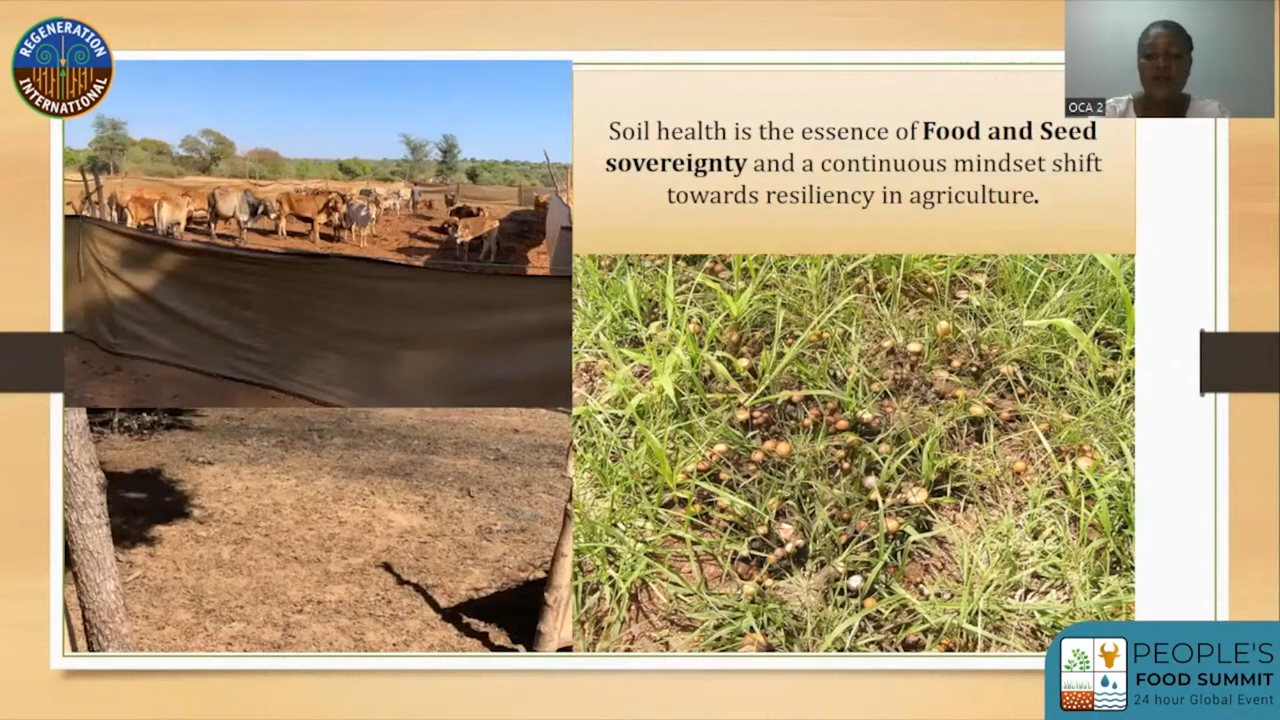 REGENERATION
INTERNATIONAL
OCA 2
Soil health is the essence of Food and Seed
sovereignty and a continuous mindset shift
towards resiliency in agriculture.
PEOPLE'S
FOOD SUMMIT
24 hour Global Event